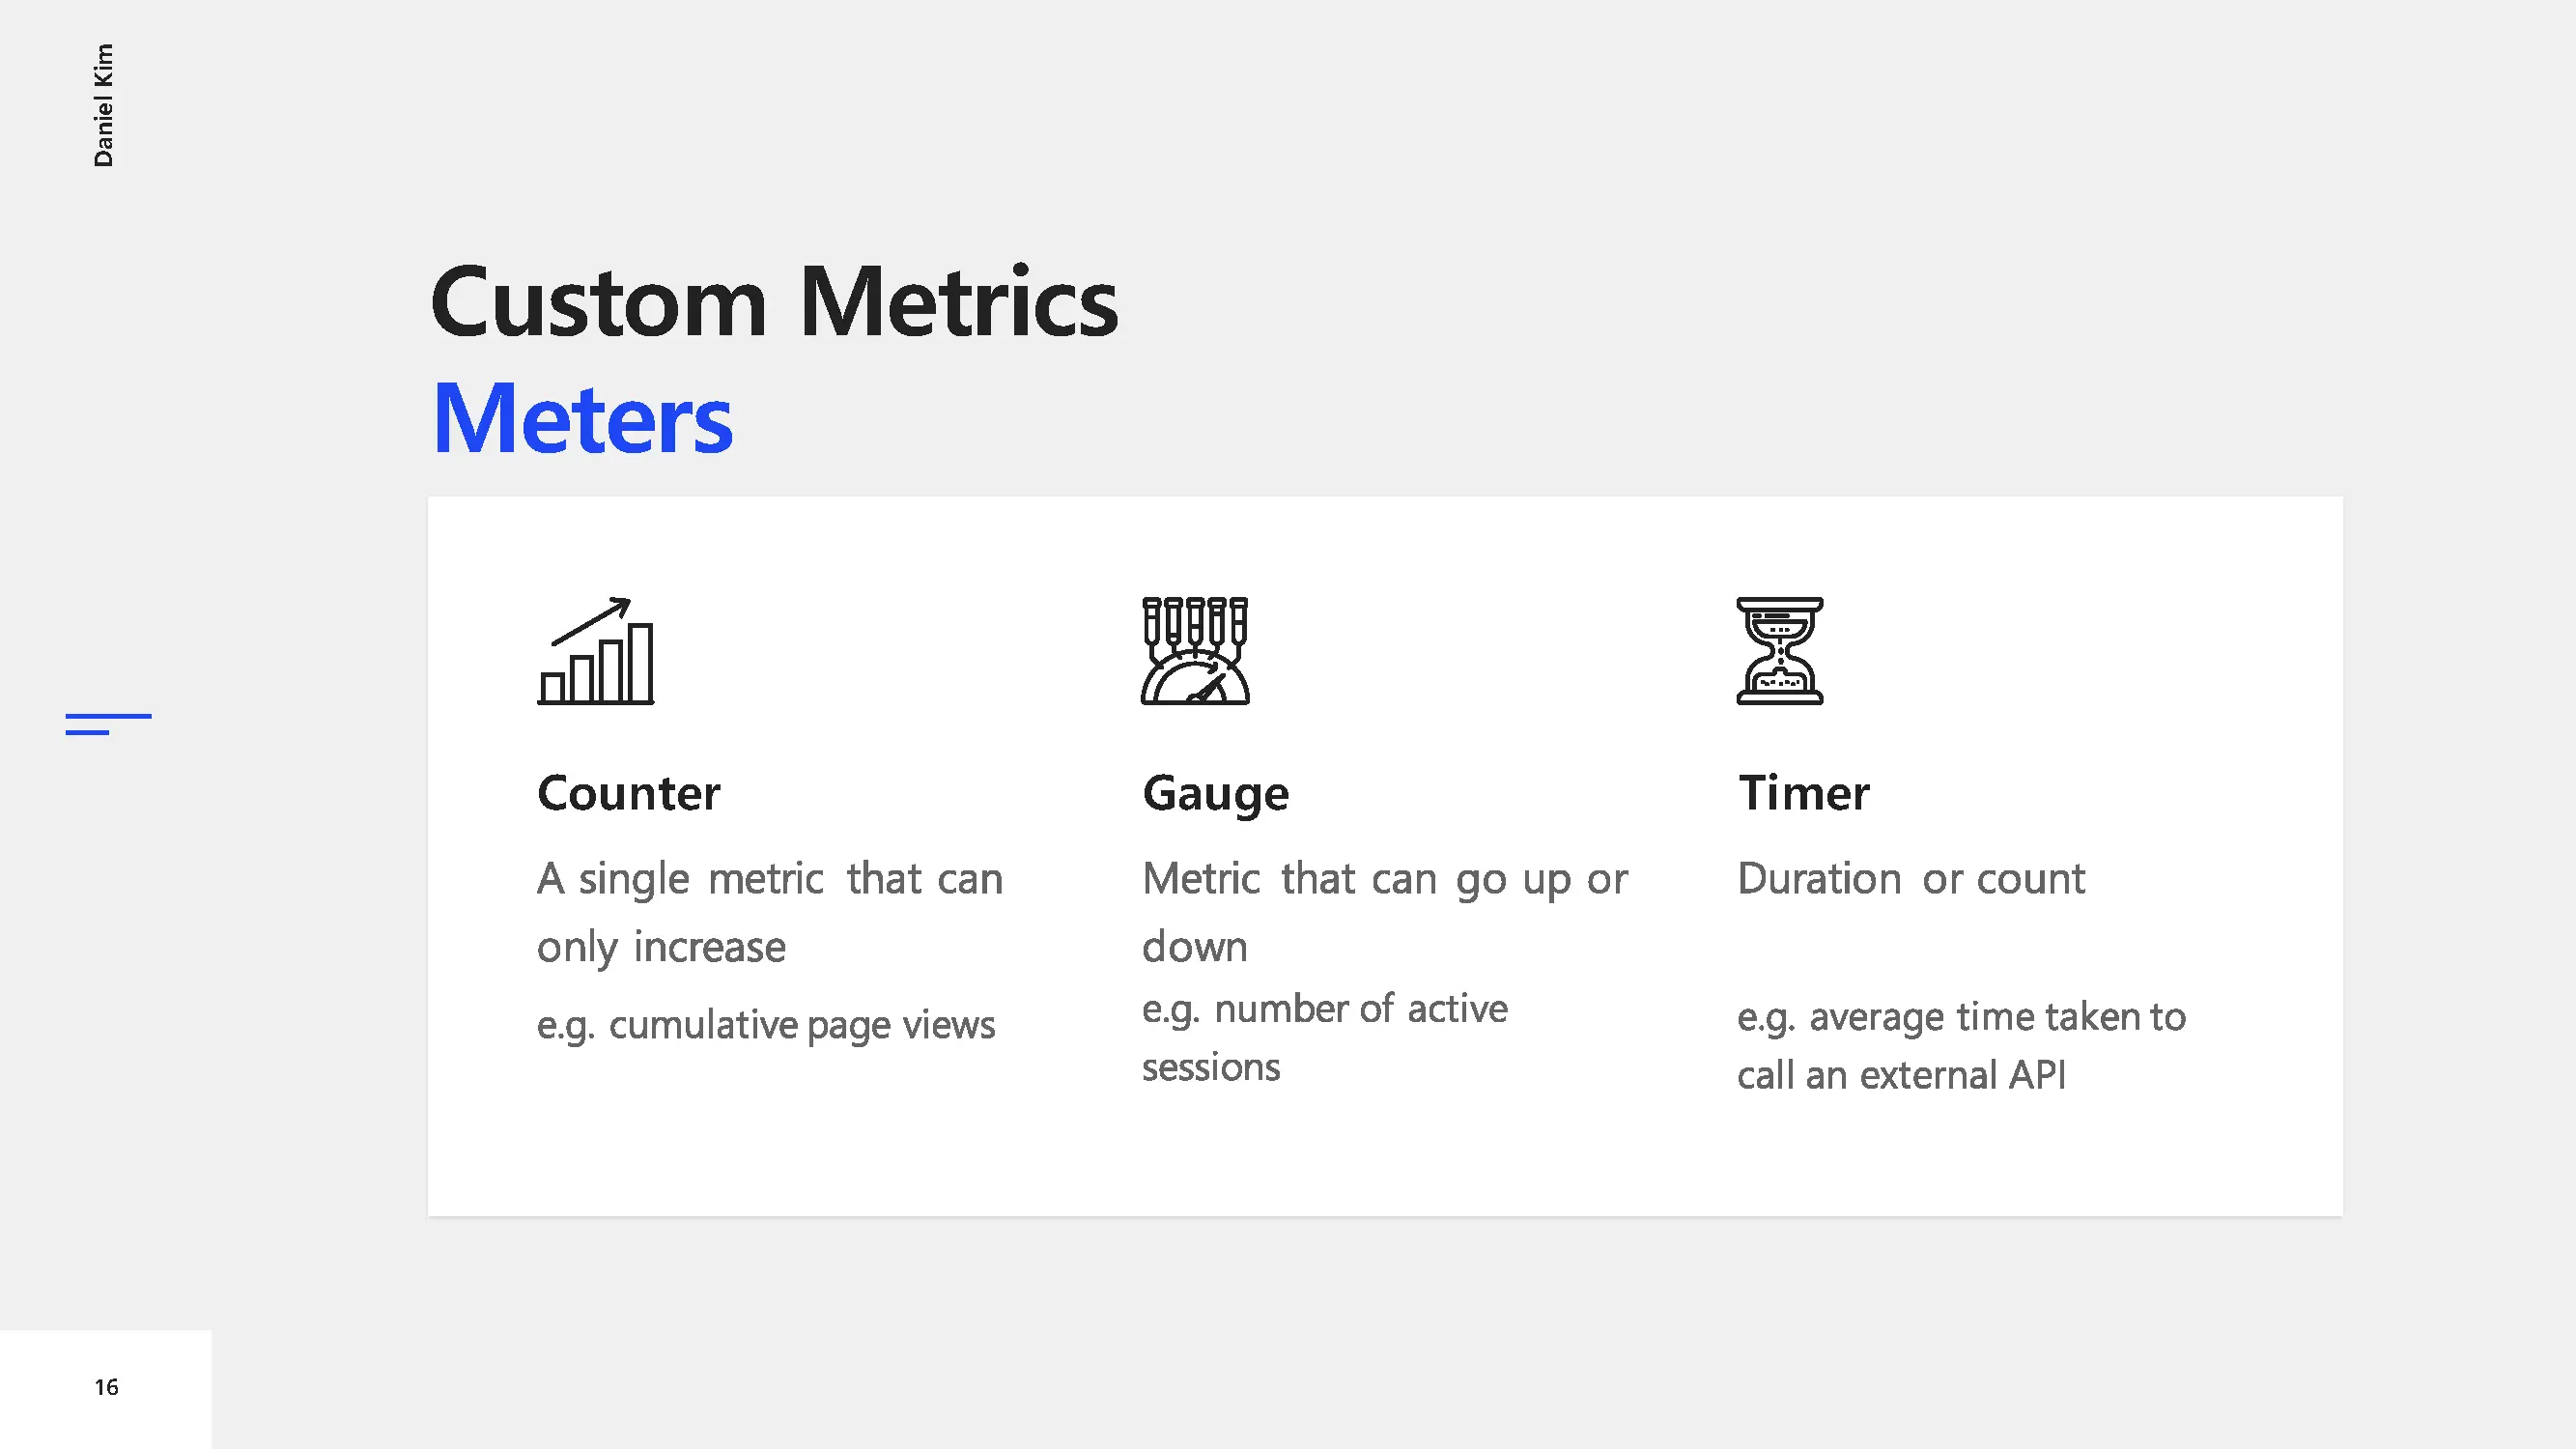 Daniel Kim
Custom Metrics
Meters
Counter
A single metric that can
only increase
e.g. cumulative page views
Gauge
Metric that can go up or
down
e.g. number of active
sessions
Timer
Duration or count
e.g. average time taken to
call an external API
16